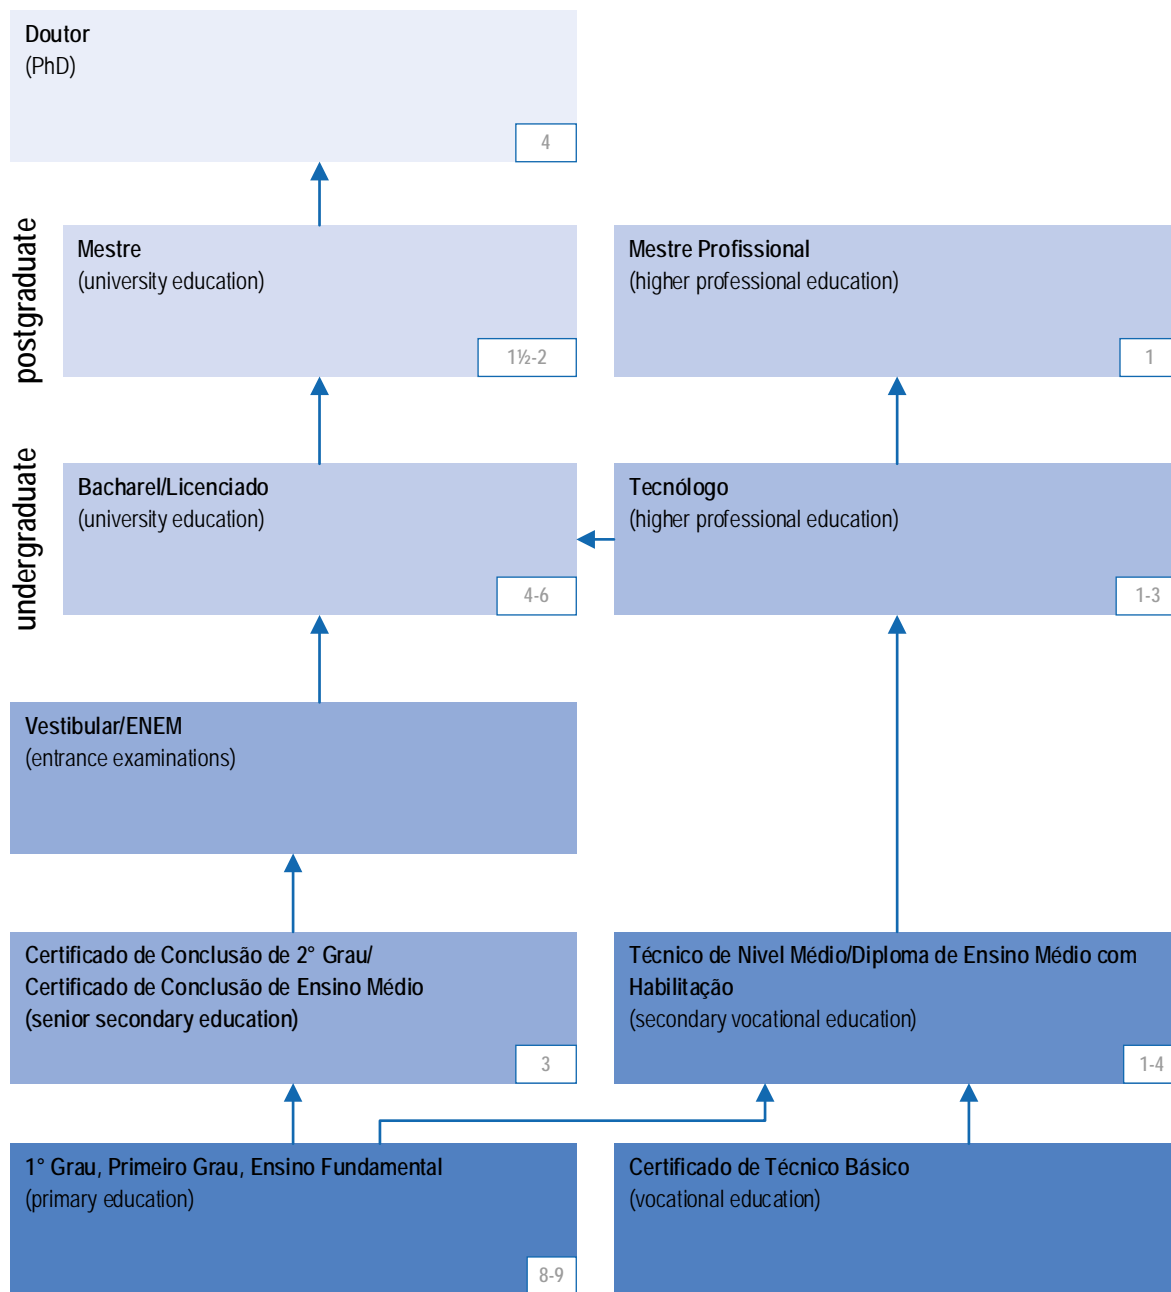 Doutor
(PhD)
4
postgraduate
Mestre
(university education)
1½-2
Mestre Profissional
(higher professional education)
1
undergraduate
Bacharel/Licenciado
(university education)
4-6
Tecnólogo
(higher professional education)
1-3
Vestibular/ENEM
(entrance examinations)
Certificado de Conclusão de 2° Grau/
Certificado de Conclusão de Ensino Médio
(senior secondary education)
3
Técnico de Nivel Médio/Diploma de Ensino Médio com
Habilitação
(secondary vocational education)
1-4
1° Grau, Primeiro Grau, Ensino Fundamental
(primary education)
8-9
Certificado de Técnico Básico
(vocational education)